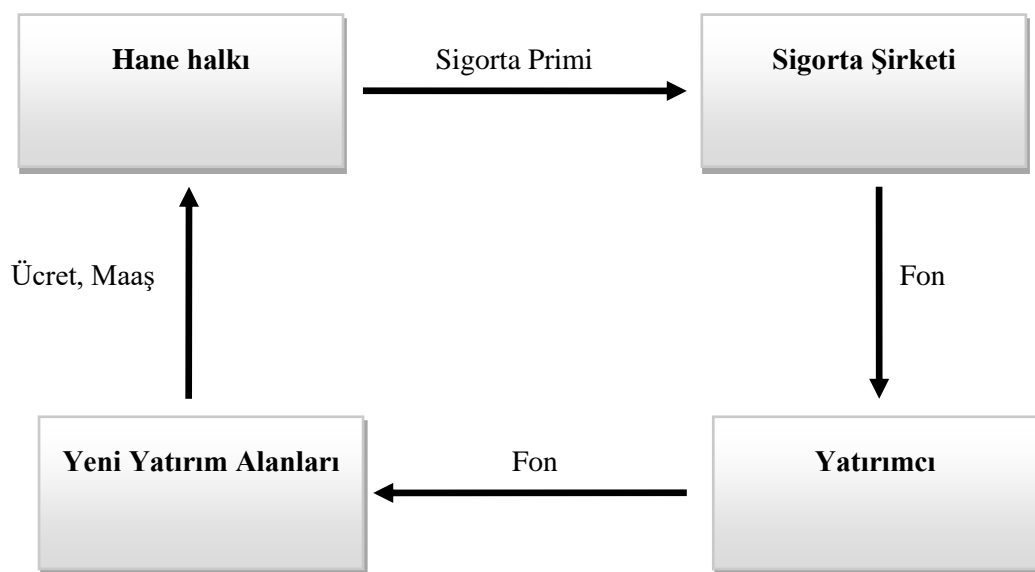 Hane halkı
Sigorta Primi
Sigorta Şirketi
Ücret, Maaş
Fon
Yeni Yatırım Alanları
Fon
Yatırımcı